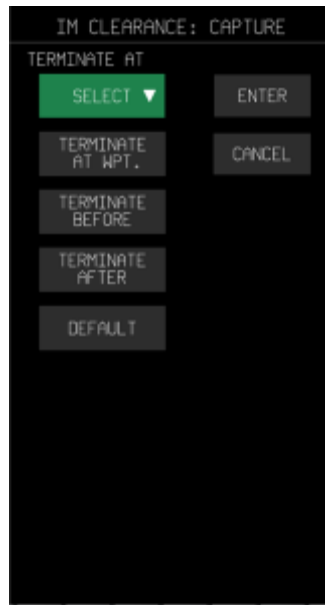 IM CLEARANCE: CAPTURE
TERMINATE AT
SELECT ▼
ENTER
TERMINATE
AT WPT.
CANCEL
TERMINATE
BEFORE
TERMINATE
AFTER
DEFAULT